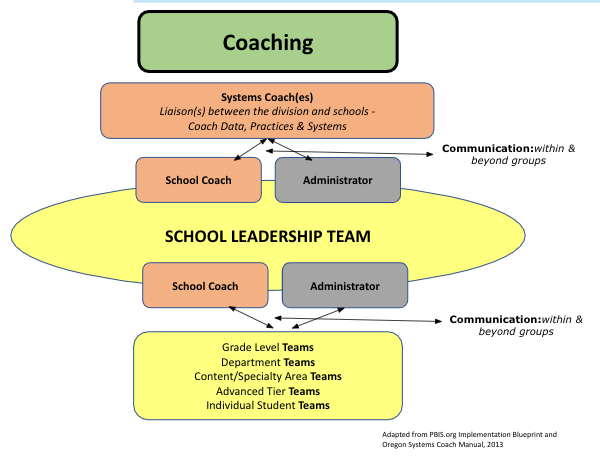 Coaching
Systems Coach(es)
Liaison(s) between the division and schools -
Coach Data, Practices & Systems
Communication:within &
beyond groups
School Coach
Administrator
SCHOOL LEADERSHIP TEAM
School Coach
Administrator
Communication:within &
beyond groups
Grade Level Teams
Department Teams
Content/Specialty Area Teams
Advanced Tier Teams
Individual Student Teams
Adapted from PBIS.org Implementation Blueprint and
Oregon Systems Coach Manual, 2013